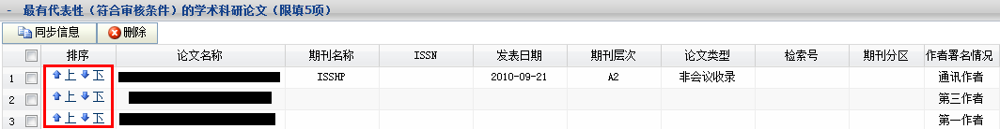 - 最有代表性（符合审核条件）的学术科研论文（限填5项）
同步信息 删除
排序 论文名称 期刊名称 ISSN 发表日期 期刊层次 论文类型 检索号 期刊分区 作者署名情况
1 上 下 ISSHP 2010-09-21 A2 非会议收录 通讯作者
2 上 下 第三作者
3 上 下 第一作者